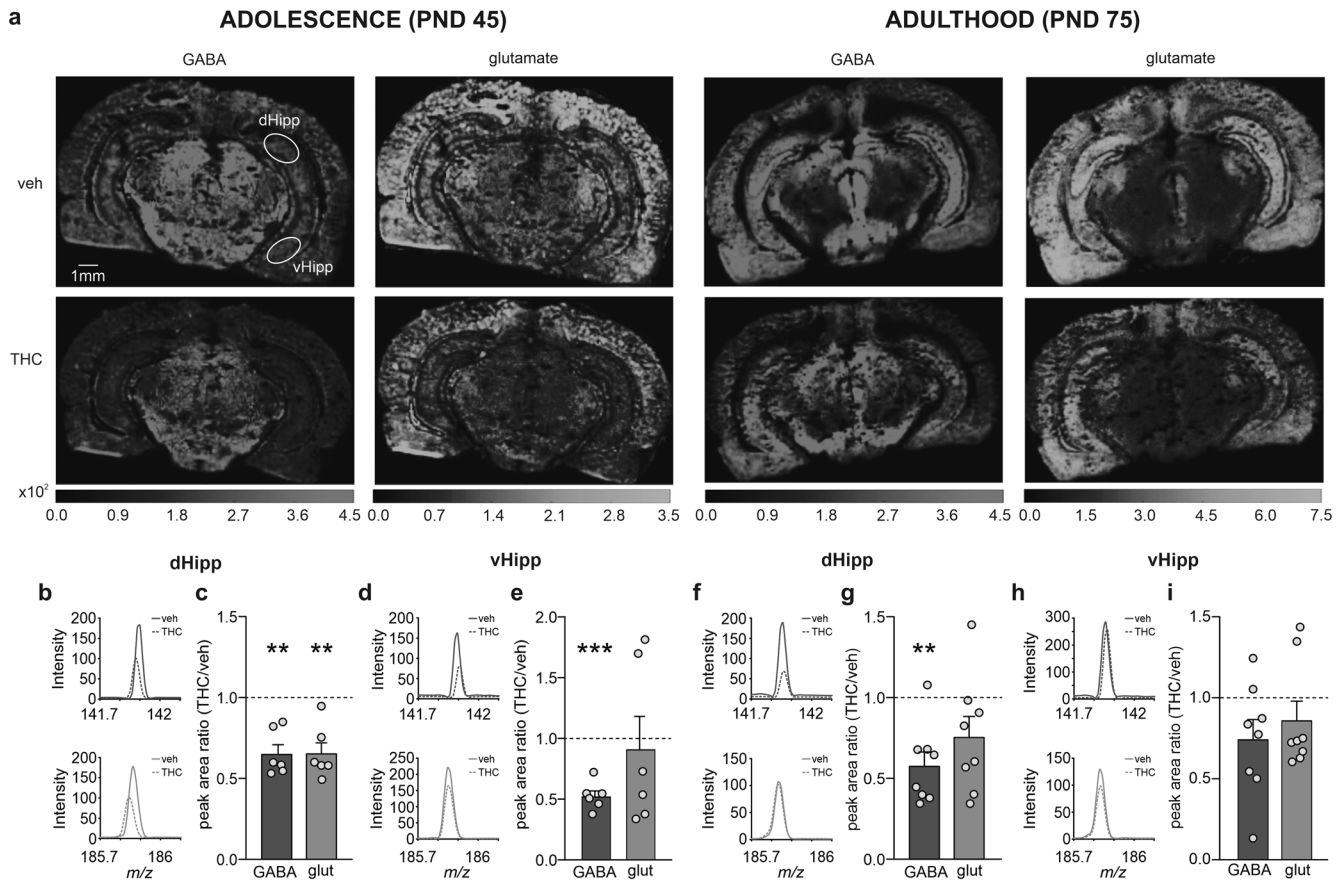 a
ADOLESCENCE (PND 45)
ADULTHOOD (PND 75)
GABA
glutamate
GABA
glutamate
veh
dHipp
vHipp
1mm
THC
x10²
0.0 0.9 1.8 2.7 3.6 4.5
0.0 0.7 1.4 2.1 2.8 3.5
0.0 0.9 1.8 2.7 3.6 4.5
0.0 1.5 3.0 4.5 6.0 7.5
dHipp
vHipp
dHipp
vHipp
b
Intensity
200
150
100
50
0
veh
THC
141.7 142
Intensity
200
150
100
50
0
veh
THC
185.7 186
m/z
c
peak area ratio (THC/veh)
1.5
1.0
0.5
0.0
** **
GABA glut
d
Intensity
200
150
100
50
0
veh
THC
141.7 142
Intensity
250
200
150
100
50
0
veh
THC
185.7 186
m/z
e
peak area ratio (THC/veh)
2.0
1.5
1.0
0.5
0.0
***
GABA glut
f
Intensity
200
150
100
50
0
veh
THC
141.7 142
Intensity
200
150
100
50
0
veh
THC
185.7 186
m/z
g
peak area ratio (THC/veh)
1.5
1.0
0.5
0.0
**
GABA glut
h
Intensity
300
200
100
0
veh
THC
141.7 142
Intensity
200
150
100
50
0
veh
THC
185.7 186
m/z
i
peak area ratio (THC/veh)
1.5
1.0
0.5
0.0
GABA glut